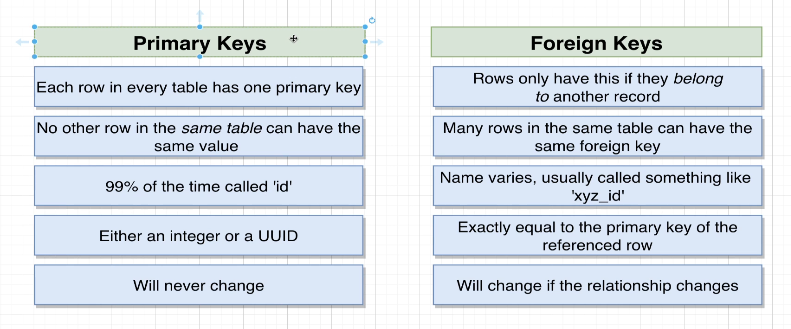 Primary Keys
Each row in every table has one primary key
No other row in the same table can have the
same value
99% of the time called 'id'
Either an integer or a UUID
Will never change
Foreign Keys
Rows only have this if they belong
to another record
Many rows in the same table can have the
same foreign key
Name varies, usually called something like
'xyz_id'
Exactly equal to the primary key of the
referenced row
Will change if the relationship changes